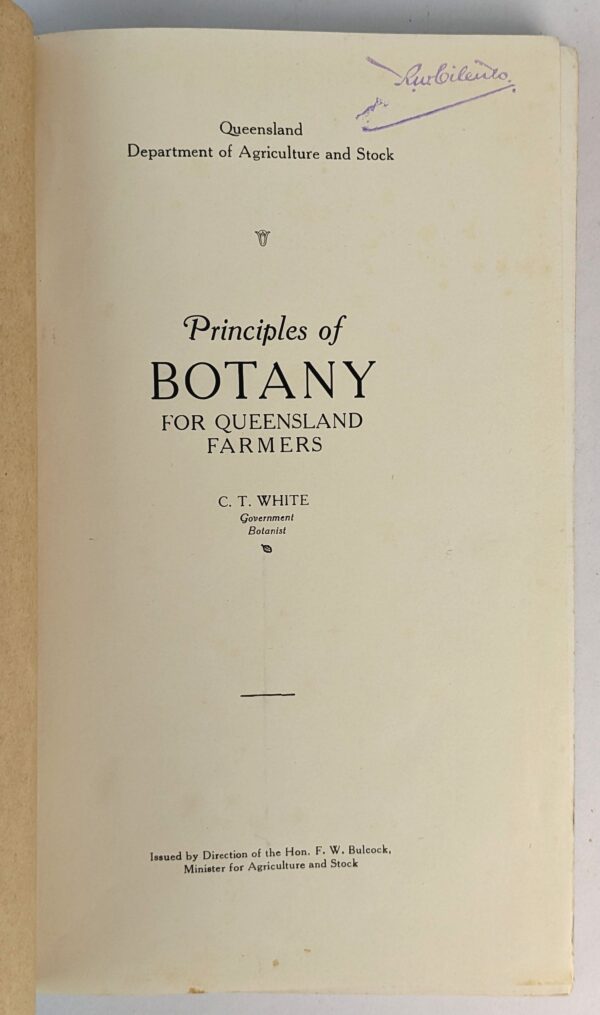 Queensland
Department of Agriculture and Stock
Principles of
BOTANY
FOR QUEENSLAND
FARMERS
C. T. WHITE
Government
Botanist
Issued by Direction of the Hon. F. W. Bulcock,
Minister for Agriculture and Stock